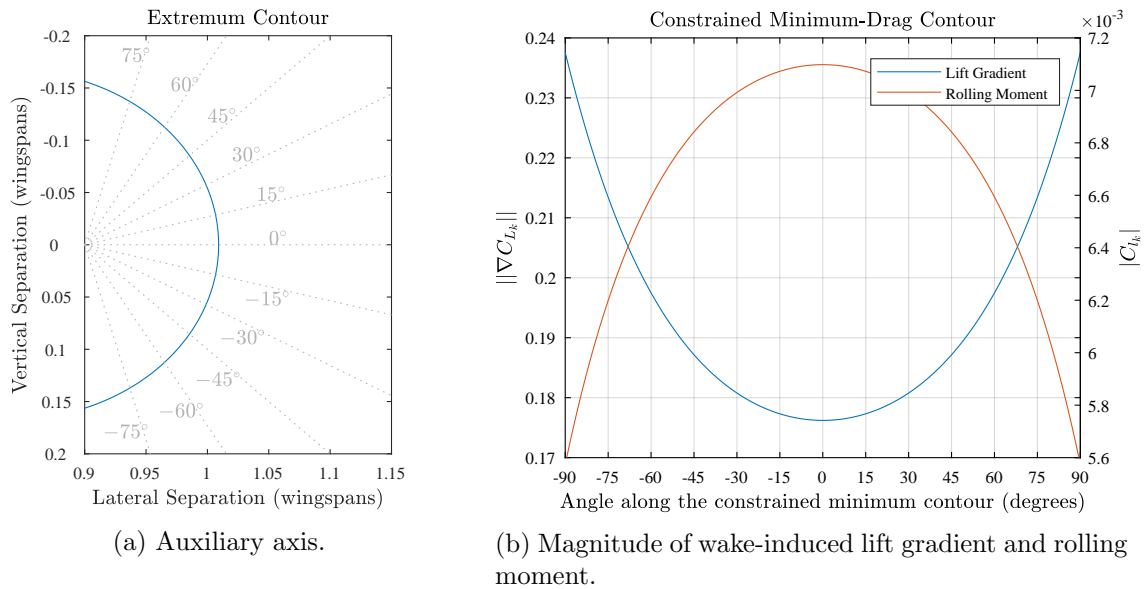 Extremum Contour
-0.2
-0.15
-0.1
-0.05
0
0.05
0.1
0.15
0.2
Vertical Separation (wingspans)
75°
60°
45°
30°
15°
0°
−15°
−30°
−45°
−60°
−75°
0.9 0.95 1 1.05 1.1 1.15
Lateral Separation (wingspans)
(a) Auxiliary axis.
Constrained Minimum-Drag Contour
×10⁻³
0.24
0.23
0.22
0.21
0.2
0.19
0.18
0.17
||∇C_{L_k}||
Lift Gradient
Rolling Moment
7.2
7
6.8
6.6
6.4
6.2
6
5.8
5.6
|C_{l_k}|
-90 -75 -60 -45 -30 -15 0 15 30 45 60 75 90
Angle along the constrained minimum contour (degrees)
(b) Magnitude of wake-induced lift gradient and rolling
moment.